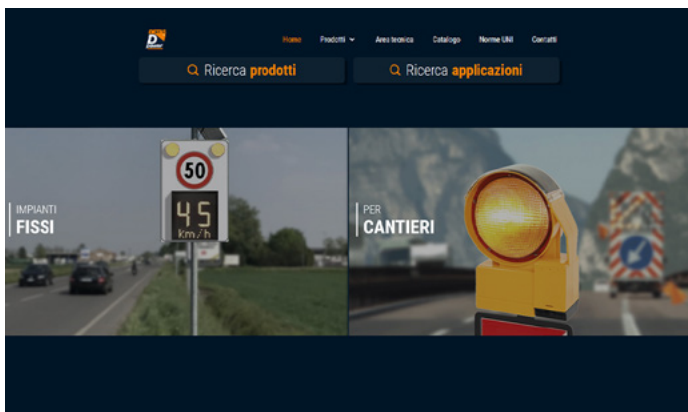 Home Prodotti Area tecnica Catalogo Norme UNI Contatti
Ricerca prodotti Ricerca applicazioni
50
45
km/h
IMPIANTI
FISSI
PER
CANTIERI